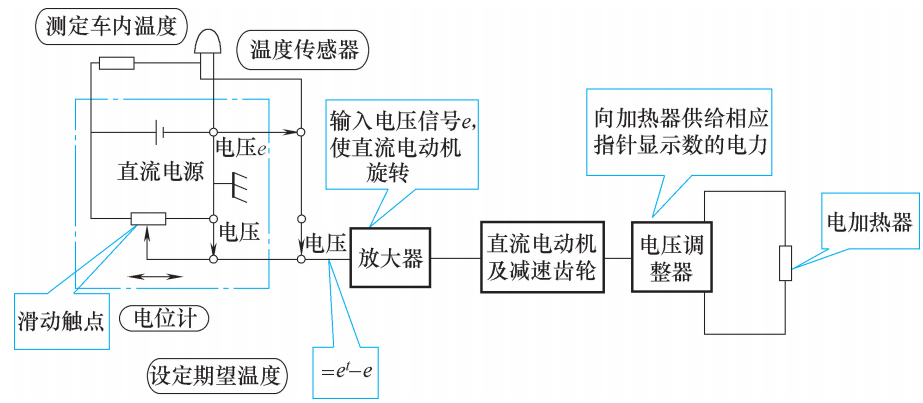 测定车内温度
温度传感器
电压e
直流电源
电压
输入电压信号e,
使直流电动机
旋转
向加热器供给相应
指针显示数的电力
电加热器
电压
放大器
直流电动机
及减速齿轮
电压调
整器
滑动触点
电位计
=eᵗ−e
设定期望温度